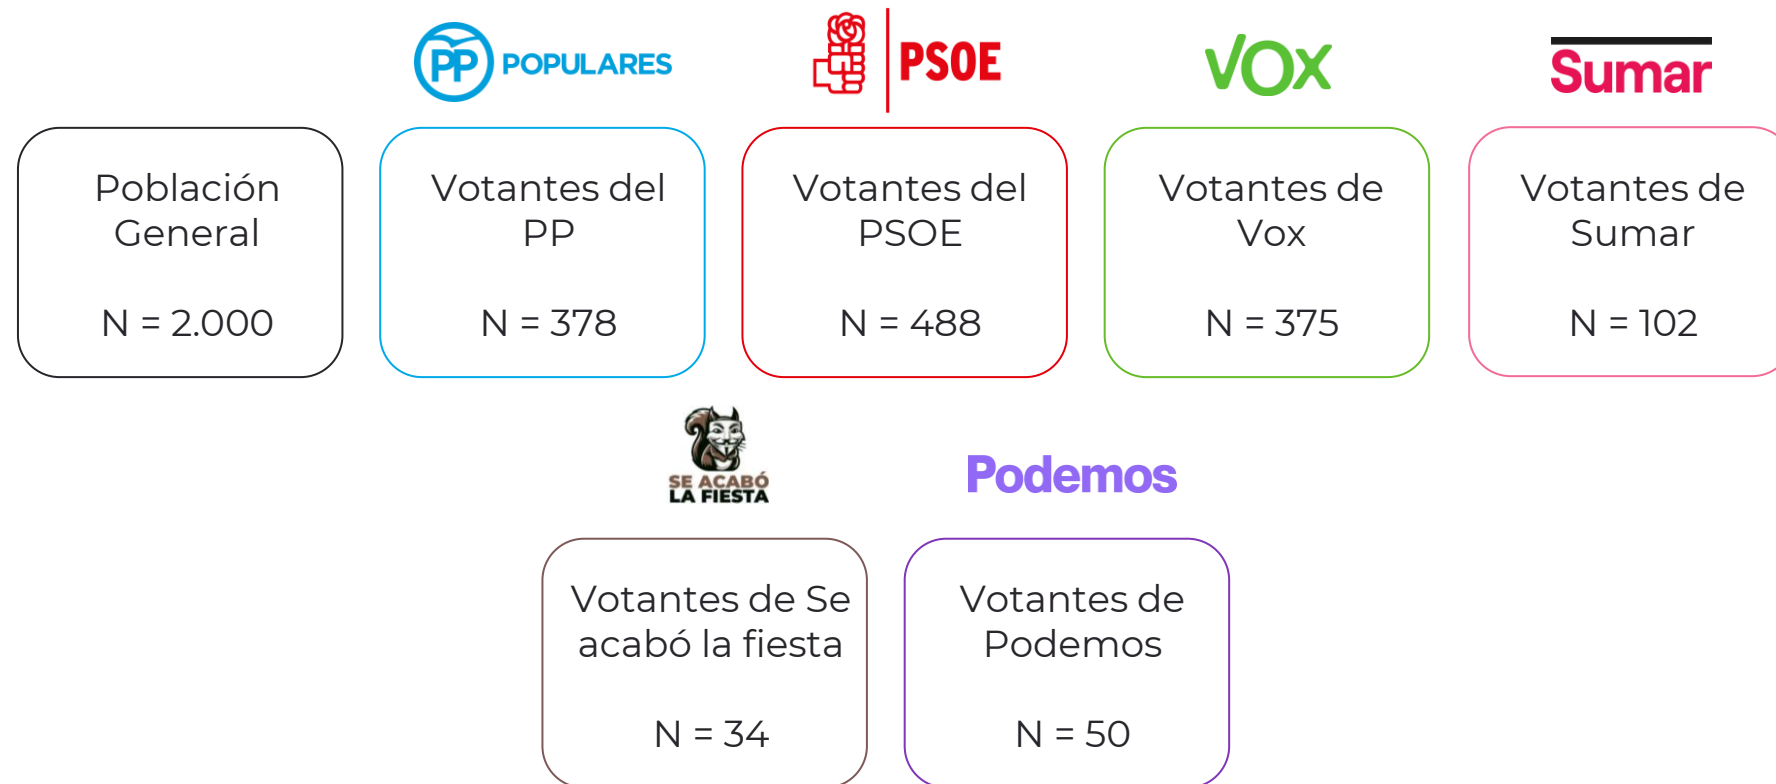 PP POPULARES
PSOE
VOX
Sumar
Población
General
N = 2.000
Votantes del
PP
N = 378
Votantes del
PSOE
N = 488
Votantes de
Vox
N = 375
Votantes de
Sumar
N = 102
SE ACABÓ
LA FIESTA
Podemos
Votantes de Se
acabó la fiesta
N = 34
Votantes de
Podemos
N = 50